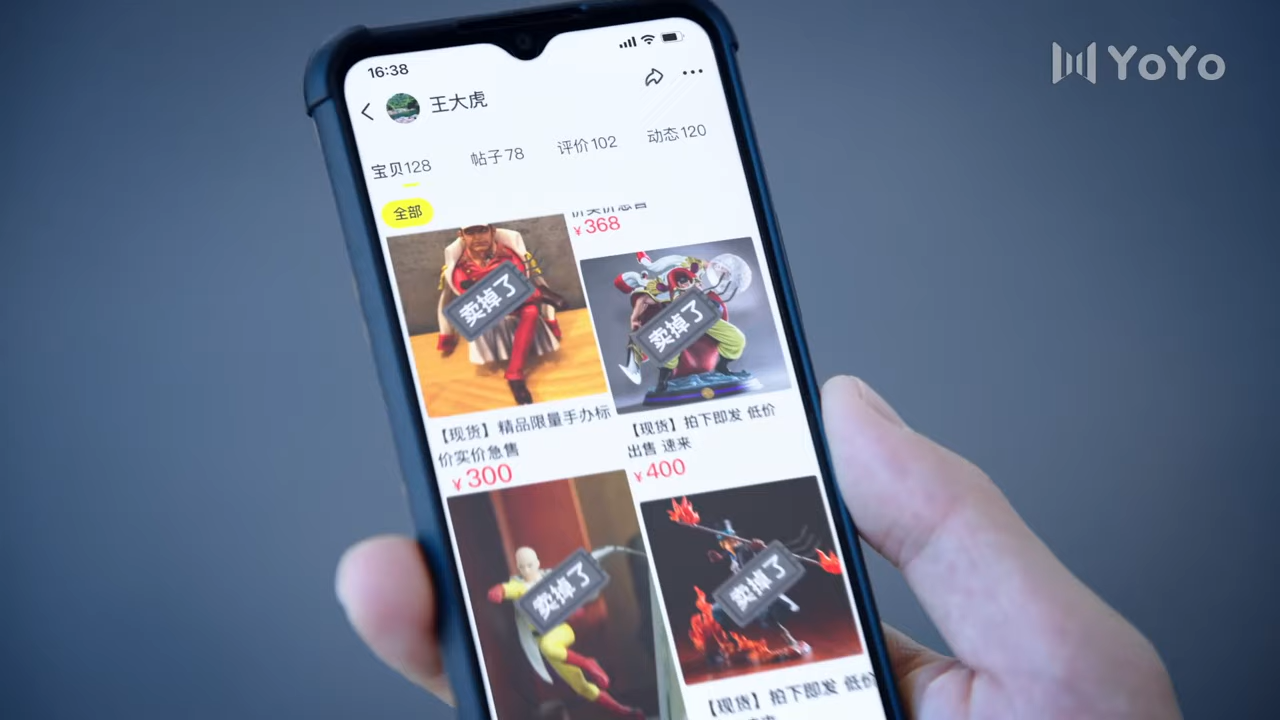 YOYO
16:38
王大虎
宝贝128
帖子78
评价102
动态120
全部
¥368
卖掉了
卖掉了
【现货】精品限量手办标
价实价急售
¥300
【现货】拍下即发 低价
出售 速来
¥400
卖掉了
卖掉了
【现货】拍下即发 低价